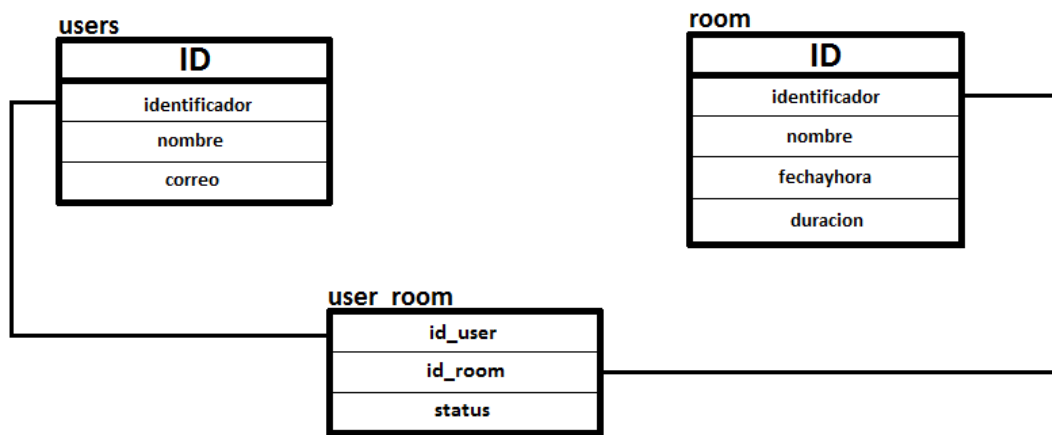 users
ID
identificador
nombre
correo
room
ID
identificador
nombre
fechayhora
duracion
user_room
id_user
id_room
status